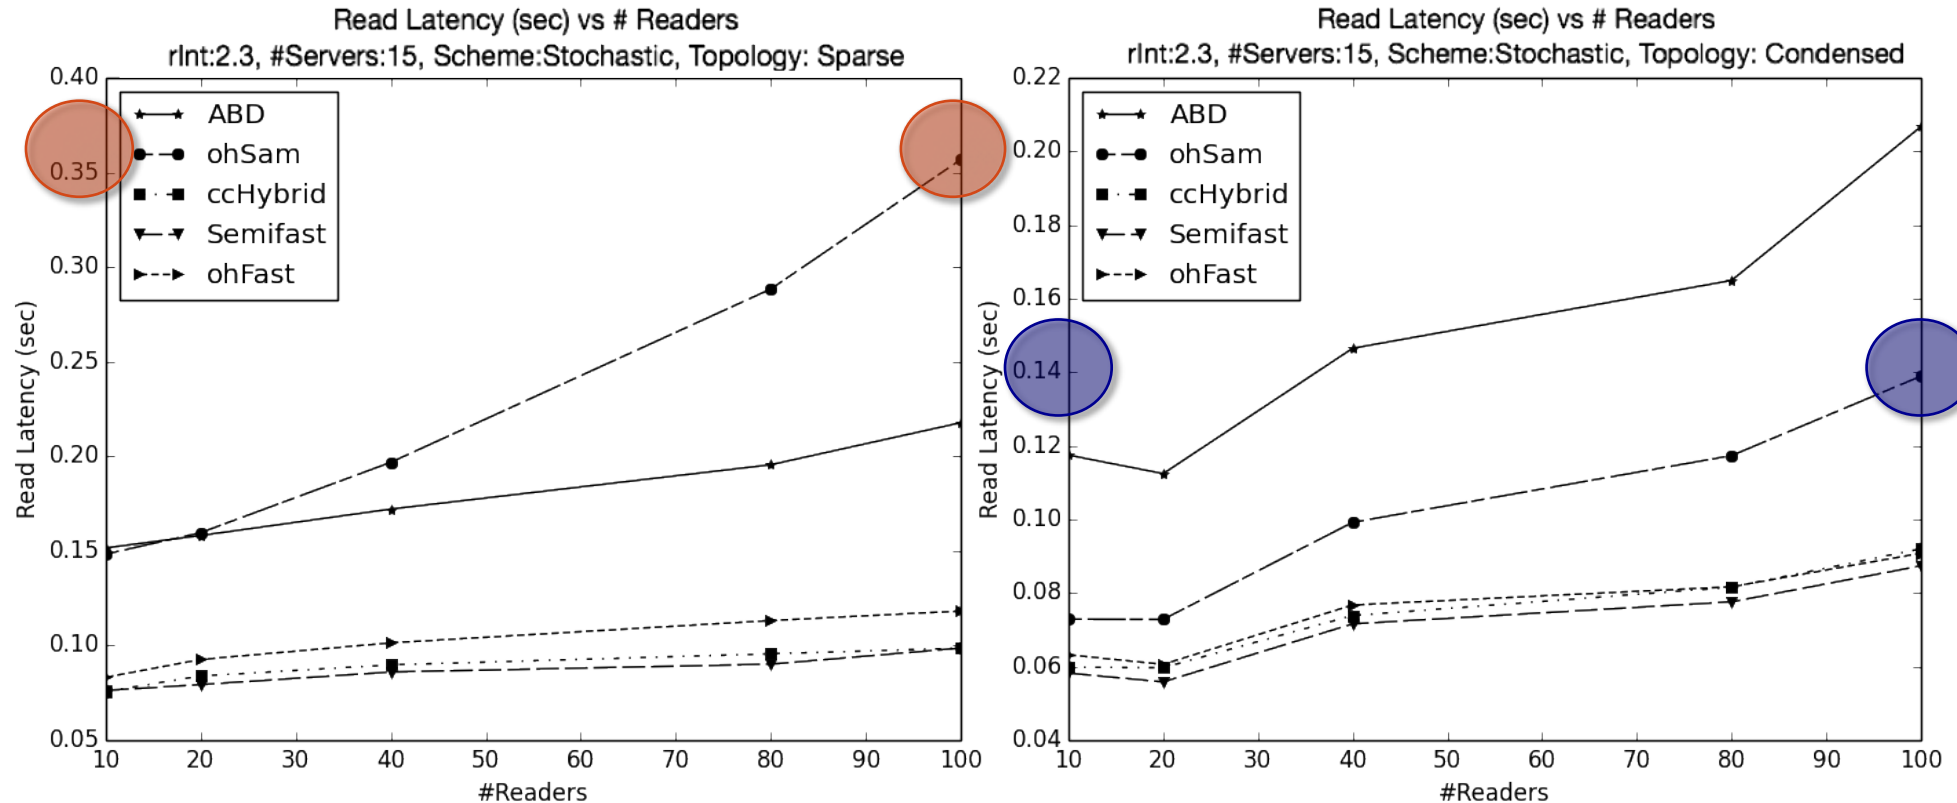 Read Latency (sec) vs # Readers
rInt:2.3, #Servers:15, Scheme:Stochastic, Topology: Sparse
0.40
0.35
0.30
0.25
0.20
0.15
0.10
0.05
Read Latency (sec)
ABD
ohSam
ccHybrid
Semifast
ohFast
10 20 30 40 50 60 70 80 90 100
#Readers
Read Latency (sec) vs # Readers
rInt:2.3, #Servers:15, Scheme:Stochastic, Topology: Condensed
0.22
0.20
0.18
0.16
0.14
0.12
0.10
0.08
0.06
0.04
Read Latency (sec)
ABD
ohSam
ccHybrid
Semifast
ohFast
10 20 30 40 50 60 70 80 90 100
#Readers